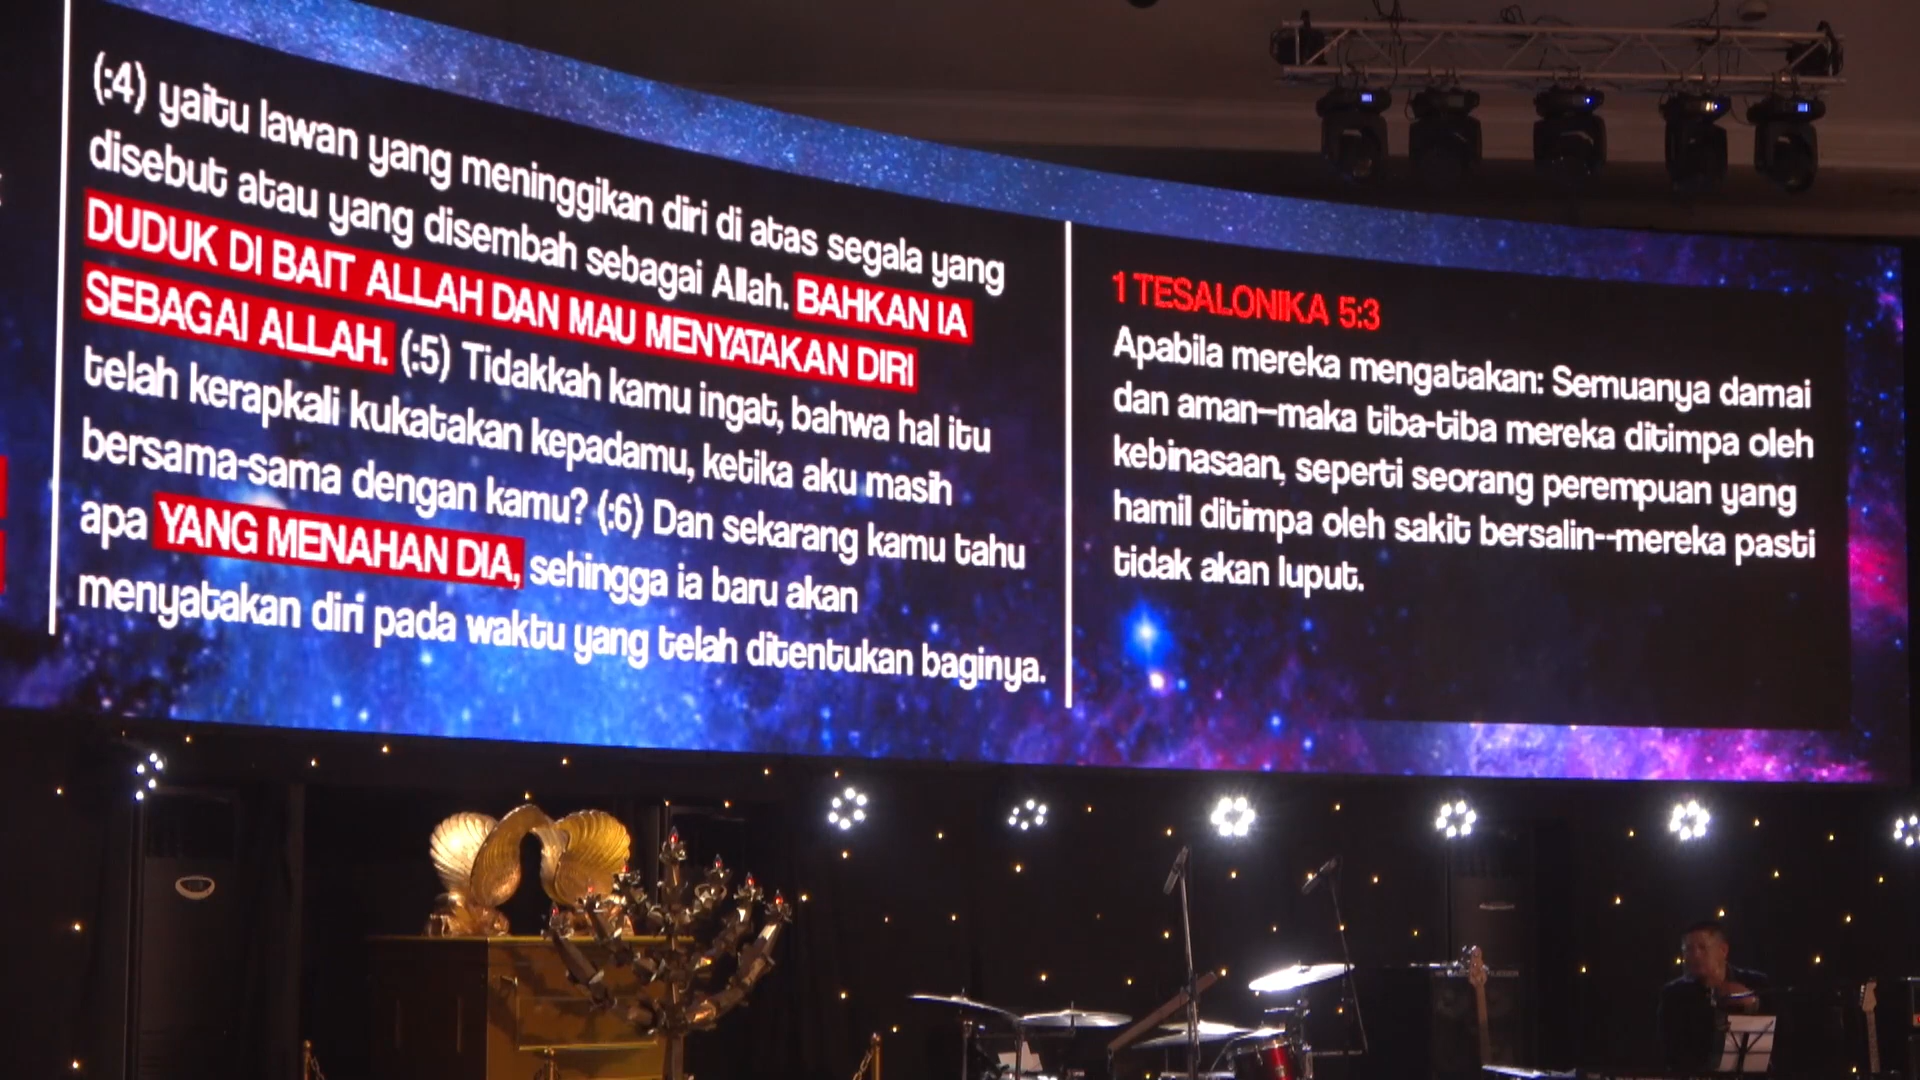 (:4) yaitu lawan yang meninggikan diri di atas segala yang
disebut atau yang disembah sebagai Allah. BAHKAN IA
DUDUK DI BAIT ALLAH DAN MAU MENYATAKAN DIRI
SEBAGAI ALLAH. (:5) Tidakkah kamu ingat, bahwa hal itu
telah kerapkali kukatakan kepadamu, ketika aku masih
bersama-sama dengan kamu? (:6) Dan sekarang kamu tahu
apa YANG MENAHAN DIA, sehingga ia baru akan
menyatakan diri pada waktu yang telah ditentukan baginya.
1 TESALONIKA 5:3
Apabila mereka mengatakan: Semuanya damai
dan aman--maka tiba-tiba mereka ditimpa oleh
kebinasaan, seperti seorang perempuan yang
hamil ditimpa oleh sakit bersalin--mereka pasti
tidak akan luput.